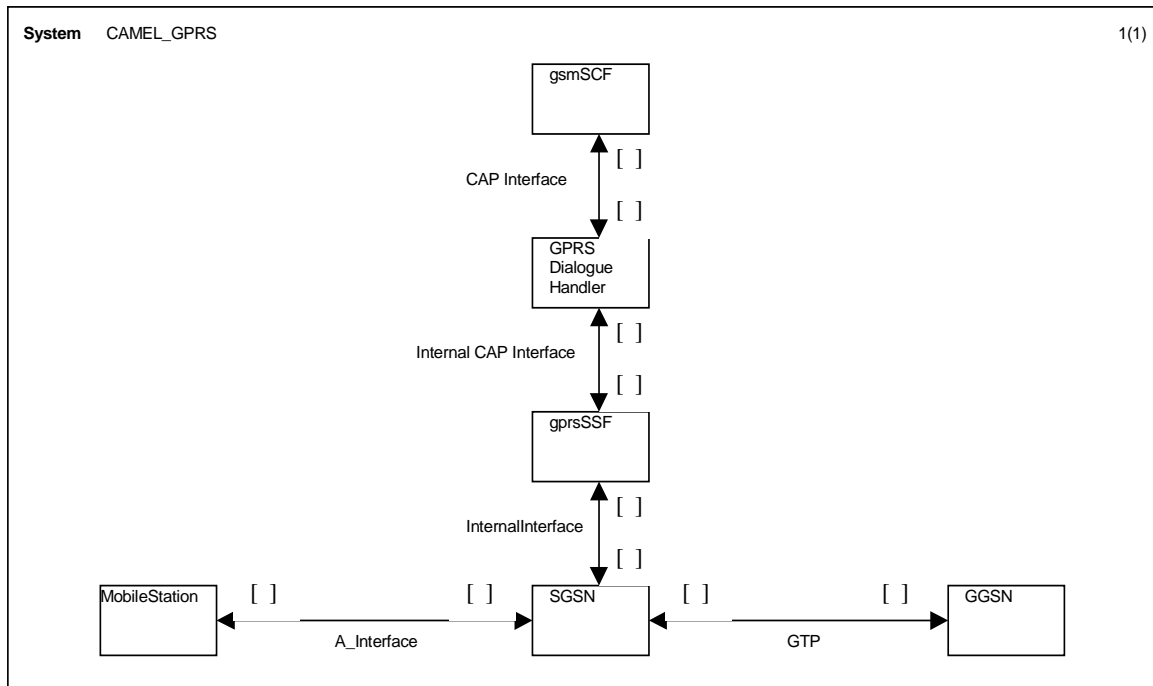 System CAMEL_GPRS 1(1)
gsmSCF
[ ]
CAP Interface
[ ]
GPRS
Dialogue
Handler
[ ]
Internal CAP Interface
[ ]
gprsSSF
[ ]
InternalInterface
[ ]
MobileStation [ ] [ ] SGSN [ ] [ ] GGSN
A_Interface GTP